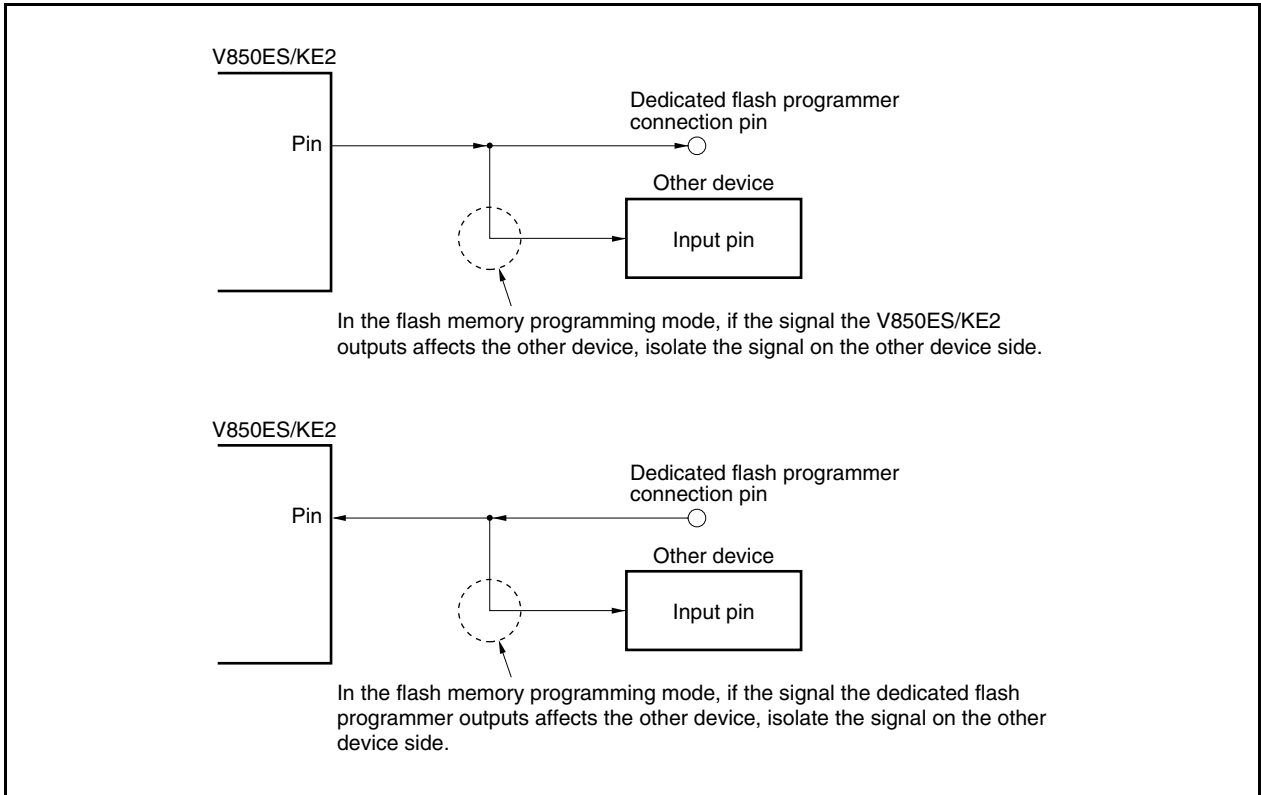 V850ES/KE2
Dedicated flash programmer
connection pin
Pin
Other device
Input pin
In the flash memory programming mode, if the signal the V850ES/KE2
outputs affects the other device, isolate the signal on the other device side.
V850ES/KE2
Dedicated flash programmer
connection pin
Pin
Other device
Input pin
In the flash memory programming mode, if the signal the dedicated flash
programmer outputs affects the other device, isolate the signal on the other
device side.